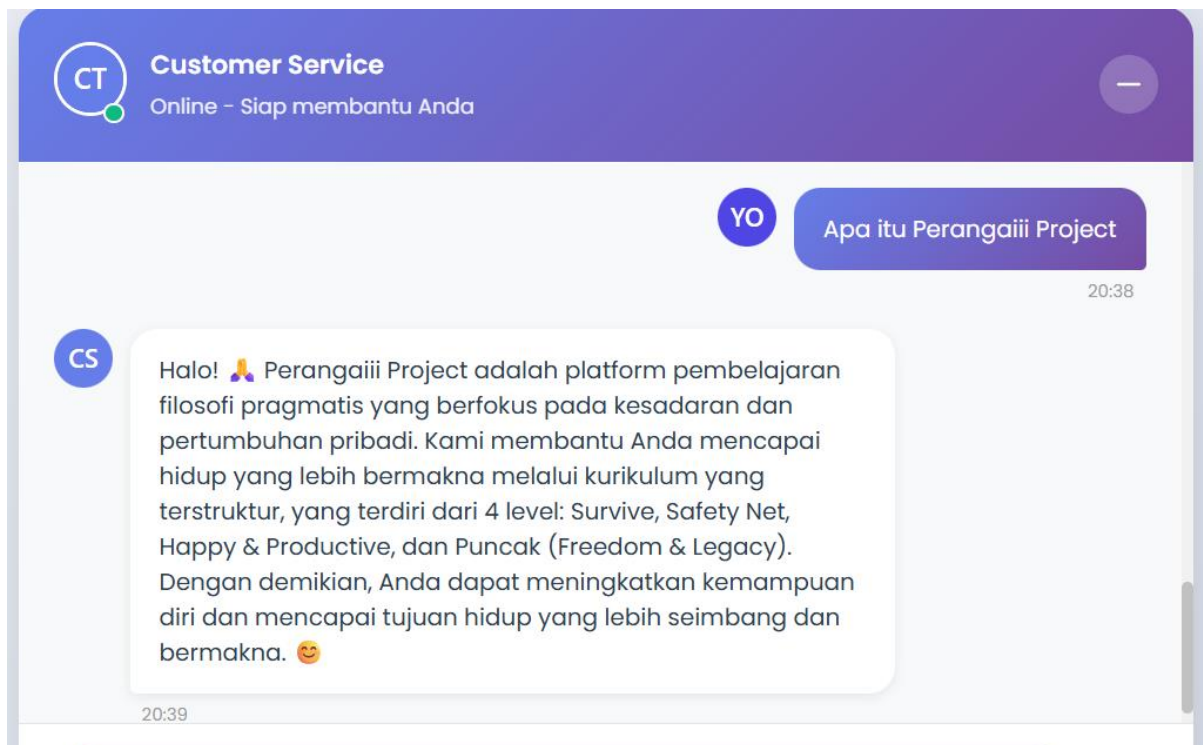 CT
Customer Service
Online - Siap membantu Anda
YO
Apa itu Perangaiii Project
20:38
CS
Halo! 🙏 Perangaiii Project adalah platform pembelajaran
filosofi pragmatis yang berfokus pada kesadaran dan
pertumbuhan pribadi. Kami membantu Anda mencapai
hidup yang lebih bermakna melalui kurikulum yang
terstruktur, yang terdiri dari 4 level: Survive, Safety Net,
Happy & Productive, dan Puncak (Freedom & Legacy).
Dengan demikian, Anda dapat meningkatkan kemampuan
diri dan mencapai tujuan hidup yang lebih seimbang dan
bermakna. 😊
20:39